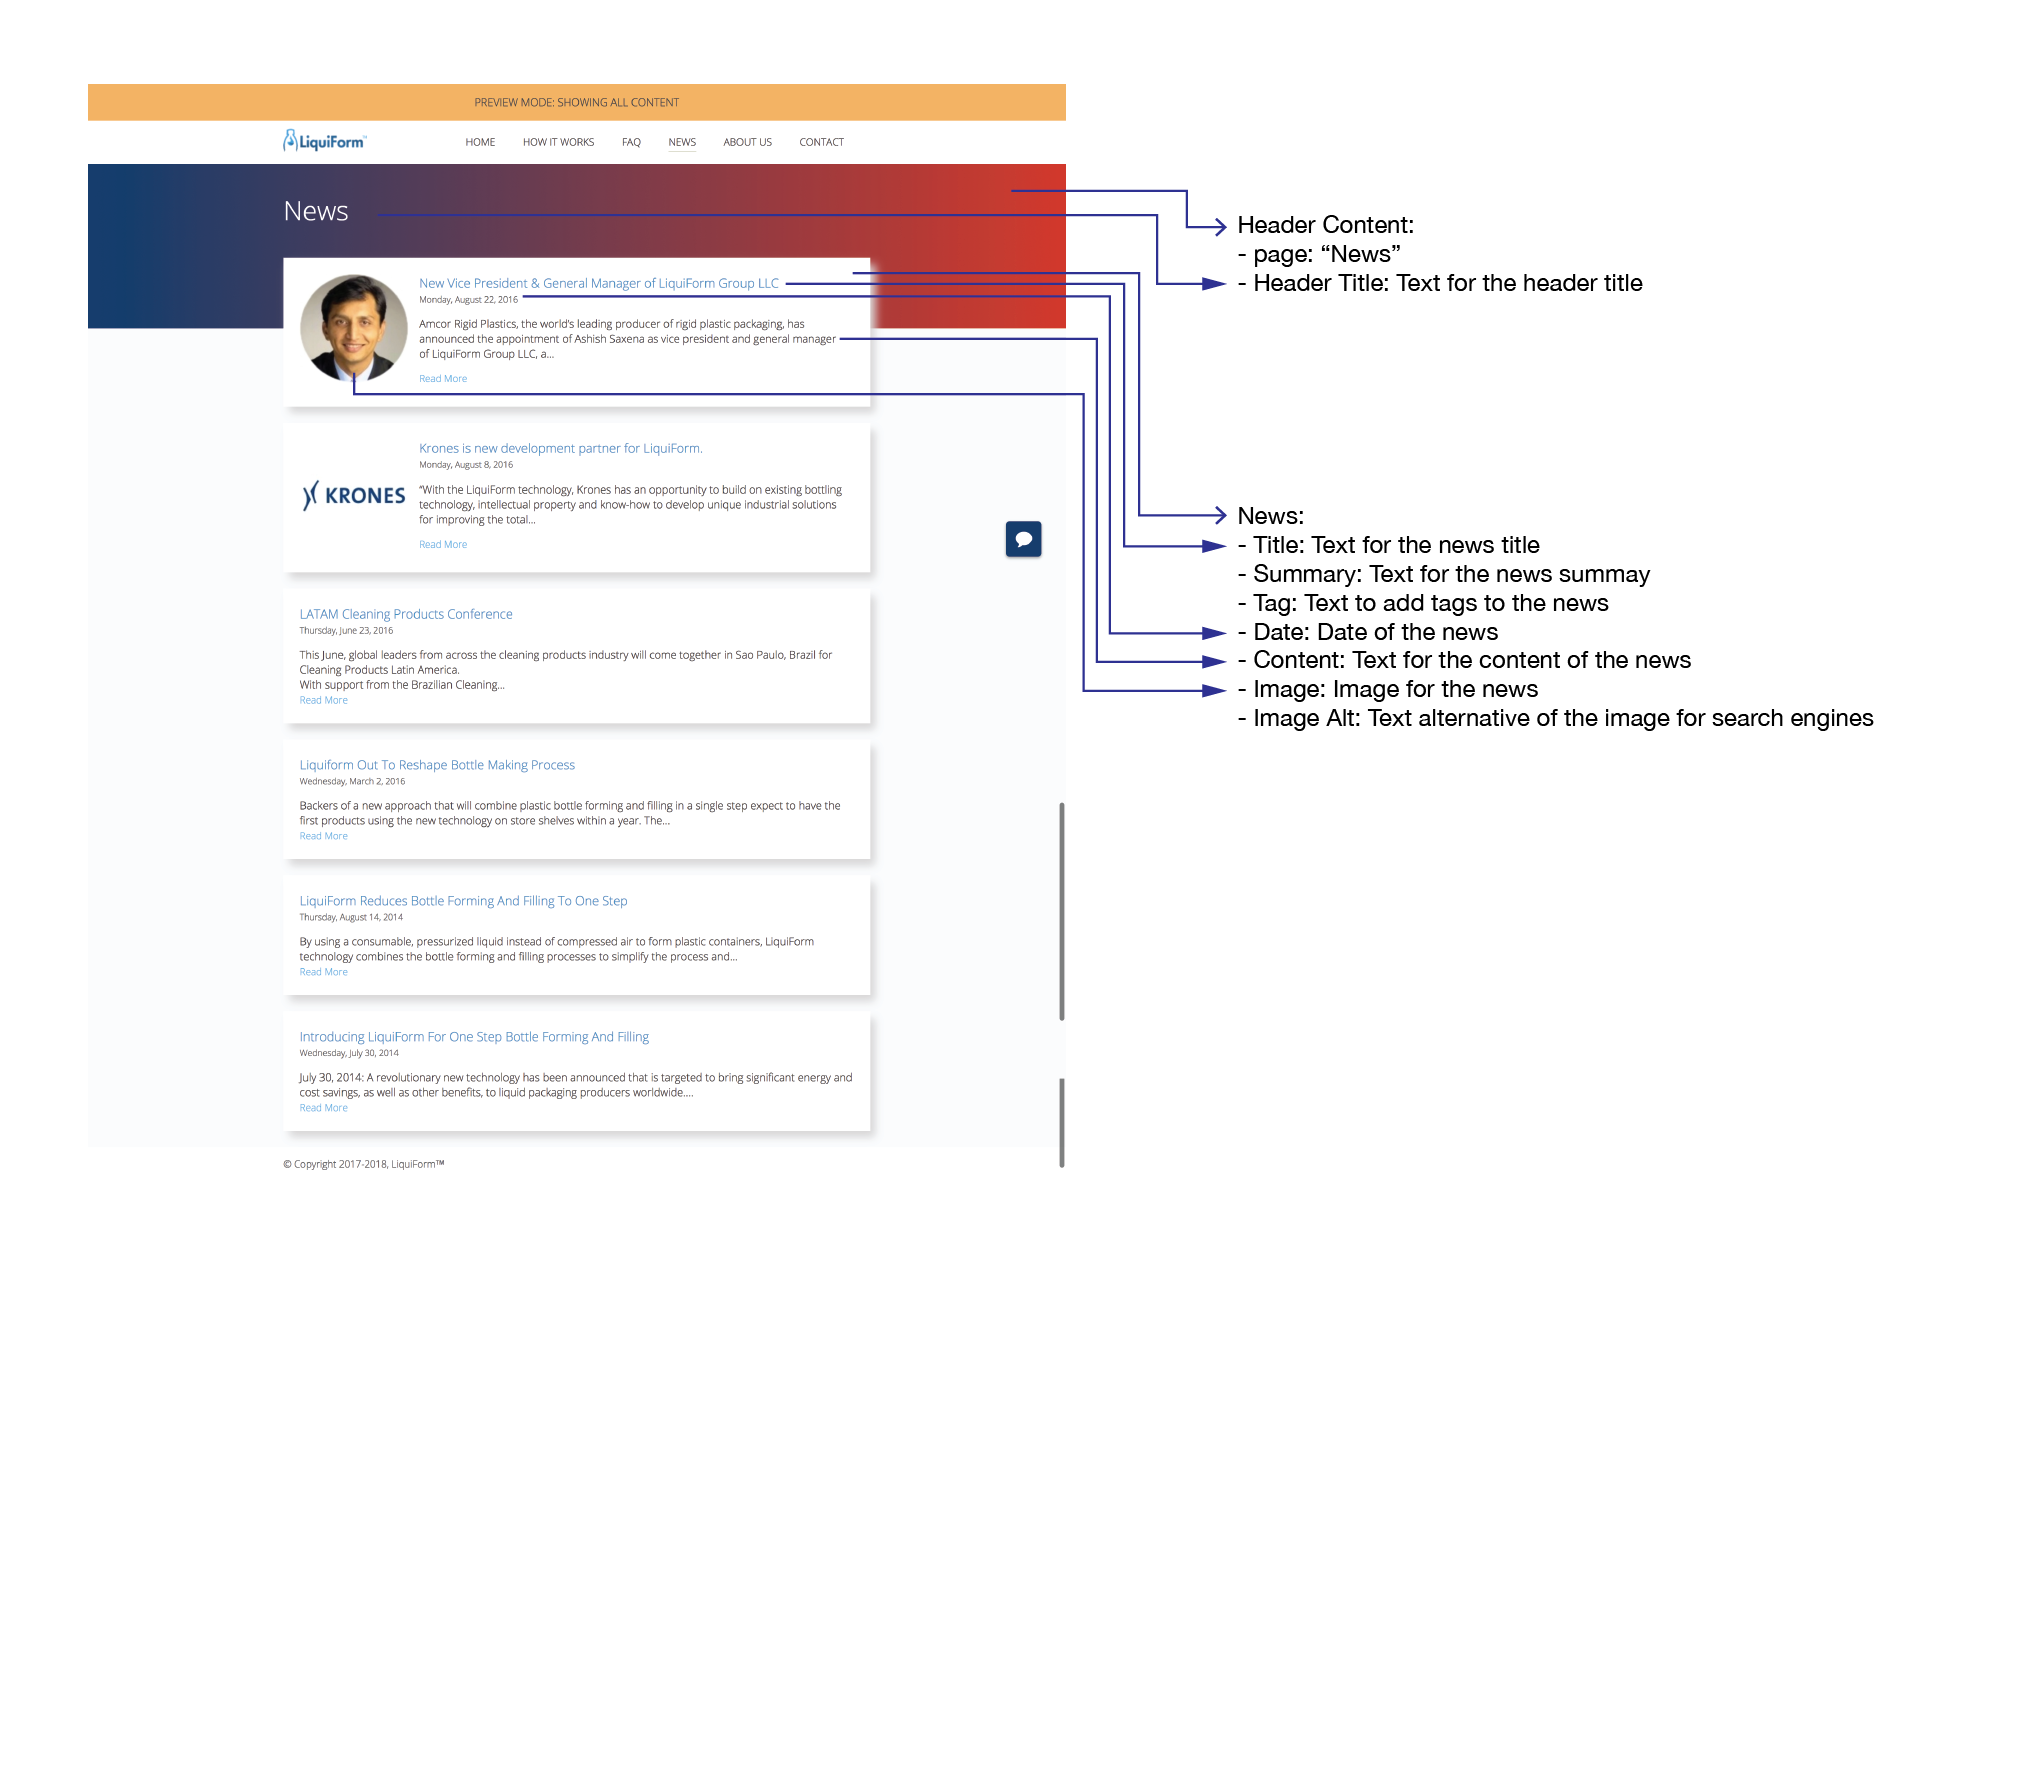 PREVIEW MODE: SHOWING ALL CONTENT
LiquiForm™
HOME HOW IT WORKS FAQ NEWS ABOUT US CONTACT
News
New Vice President & General Manager of LiquiForm Group LLC
Monday, August 22, 2016
Amcor Rigid Plastics, the world's leading producer of rigid plastic packaging, has
announced the appointment of Ashish Saxena as vice president and general manager
of LiquiForm Group LLC, a...
Read More
KRONES
Krones is new development partner for LiquiForm.
Monday, August 8, 2016
“With the LiquiForm technology, Krones has an opportunity to build on existing bottling
technology, intellectual property and know-how to develop unique industrial solutions
for improving the total...
Read More
LATAM Cleaning Products Conference
Thursday, June 23, 2016
This June, global leaders from across the cleaning products industry will come together in Sao Paulo, Brazil for
Cleaning Products Latin America.
With support from the Brazilian Cleaning...
Read More
Liquiform Out To Reshape Bottle Making Process
Wednesday, March 2, 2016
Backers of a new approach that will combine plastic bottle forming and filling in a single step expect to have the
first products using the new technology on store shelves within a year. The...
Read More
LiquiForm Reduces Bottle Forming And Filling To One Step
Thursday, August 14, 2014
By using a consumable, pressurized liquid instead of compressed air to form plastic containers, LiquiForm
technology combines the bottle forming and filling processes to simplify the process and...
Read More
Introducing LiquiForm For One Step Bottle Forming And Filling
Wednesday, July 30, 2014
July 30, 2014: A revolutionary new technology has been announced that is targeted to bring significant energy and
cost savings, as well as other benefits, to liquid packaging producers worldwide....
Read More
© Copyright 2017-2018, LiquiForm™
Header Content:
- page: “News”
- Header Title: Text for the header title
News:
- Title: Text for the news title
- Summary: Text for the news summay
- Tag: Text to add tags to the news
- Date: Date of the news
- Content: Text for the content of the news
- Image: Image for the news
- Image Alt: Text alternative of the image for search engines